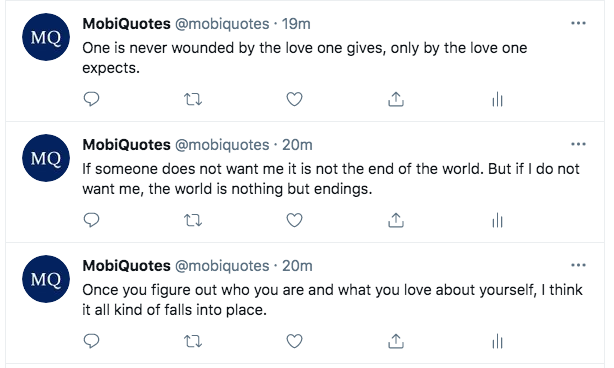 MQ
MobiQuotes @mobiquotes · 19m
One is never wounded by the love one gives, only by the love one
expects.
MQ
MobiQuotes @mobiquotes · 20m
If someone does not want me it is not the end of the world. But if I do not
want me, the world is nothing but endings.
MQ
MobiQuotes @mobiquotes · 20m
Once you figure out who you are and what you love about yourself, I think
it all kind of falls into place.